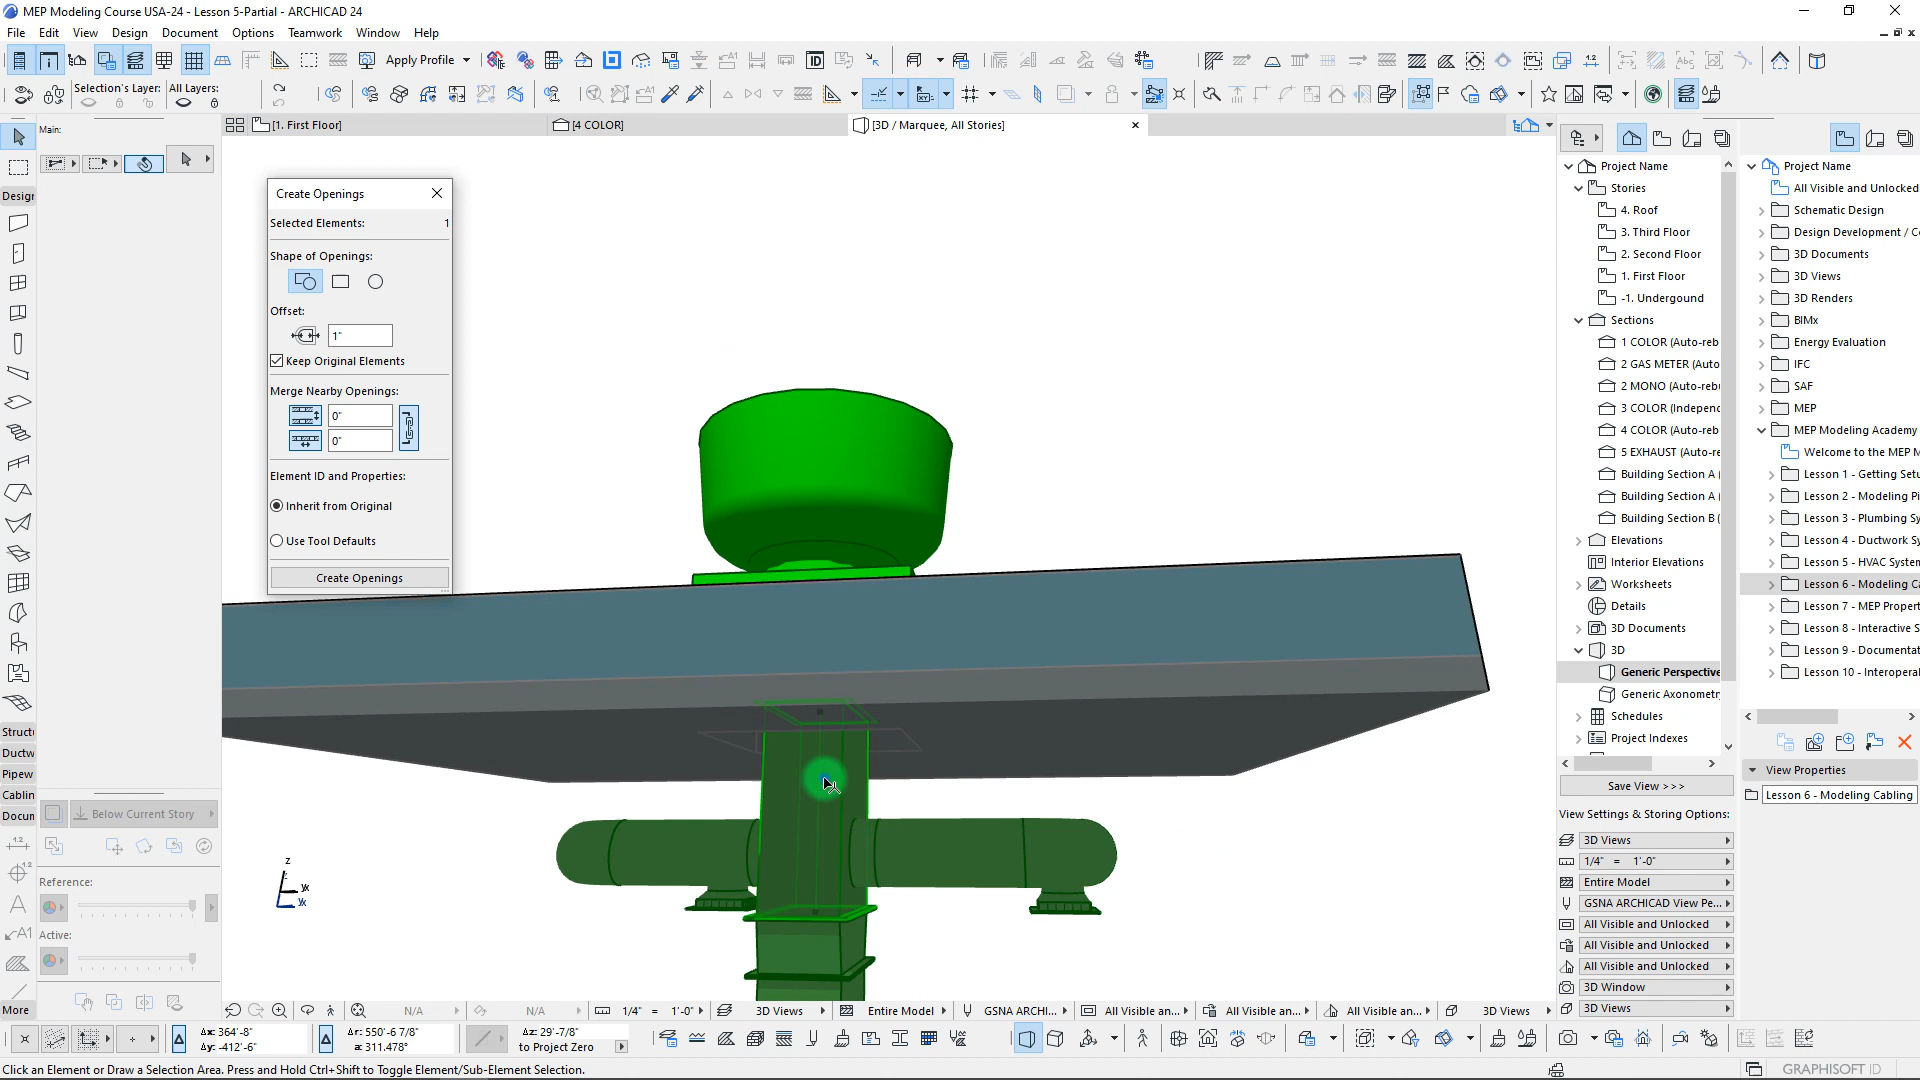 MEP Modeling Course USA-24 - Lesson 5-Partial - ARCHICAD 24
File Edit View Design Document Options Teamwork Window Help
Apply Profile
Selection's Layer:
All Layers:
[1. First Floor]
[4 COLOR]
[3D / Marquee, All Stories]
Main:
Design
Create Openings
Selected Elements: 1
Shape of Openings:
Offset:
1"
Keep Original Elements
Merge Nearby Openings:
0"
0"
Element ID and Properties:
Inherit from Original
Use Tool Defaults
Create Openings
Structu
Ductw
Pipew
Cablin
Docum
More
Below Current Story
Reference:
Active:
z
yx
yx
Project Name
Stories
4. Roof
3. Third Floor
2. Second Floor
1. First Floor
-1. Undergound
Sections
1 COLOR (Auto-reb
2 GAS METER (Auto
2 MONO (Auto-rebu
3 COLOR (Independ
4 COLOR (Auto-reb
5 EXHAUST (Auto-re
Building Section A (
Building Section A (
Building Section B (
Elevations
Interior Elevations
Worksheets
Details
3D Documents
3D
Generic Perspective
Generic Axonometr
Schedules
Project Indexes
Save View >>>
View Settings & Storing Options:
3D Views
1/4" = 1'-0"
Entire Model
GSNA ARCHICAD View Pe...
All Visible and Unlocked
All Visible and Unlocked
All Visible and Unlocked
3D Window
3D Views
Project Name
All Visible and Unlocked
Schematic Design
Design Development / C
3D Documents
3D Views
3D Renders
BIMx
Energy Evaluation
IFC
SAF
MEP
MEP Modeling Academy
Welcome to the MEP M
Lesson 1 - Getting Setu
Lesson 2 - Modeling Pi
Lesson 3 - Plumbing Sy
Lesson 4 - Ductwork Sy
Lesson 5 - HVAC System
Lesson 6 - Modeling Ca
Lesson 7 - MEP Propert
Lesson 8 - Interactive S
Lesson 9 - Documentat
Lesson 10 - Interoperal
View Properties
Lesson 6 - Modeling Cabling
N/A N/A 1/4" = 1'-0" 3D Views Entire Model GSNA ARCHI... All Visible an... All Visible an... All Visible an... 3D Views
Δx: 364'-8"
Δy: -412'-6"
Δr: 550'-6 7/8"
a: 311.478°
Δz: 29'-7/8"
to Project Zero
Click an Element or Draw a Selection Area. Press and Hold Ctrl+Shift to Toggle Element/Sub-Element Selection.
GRAPHISOFT ID